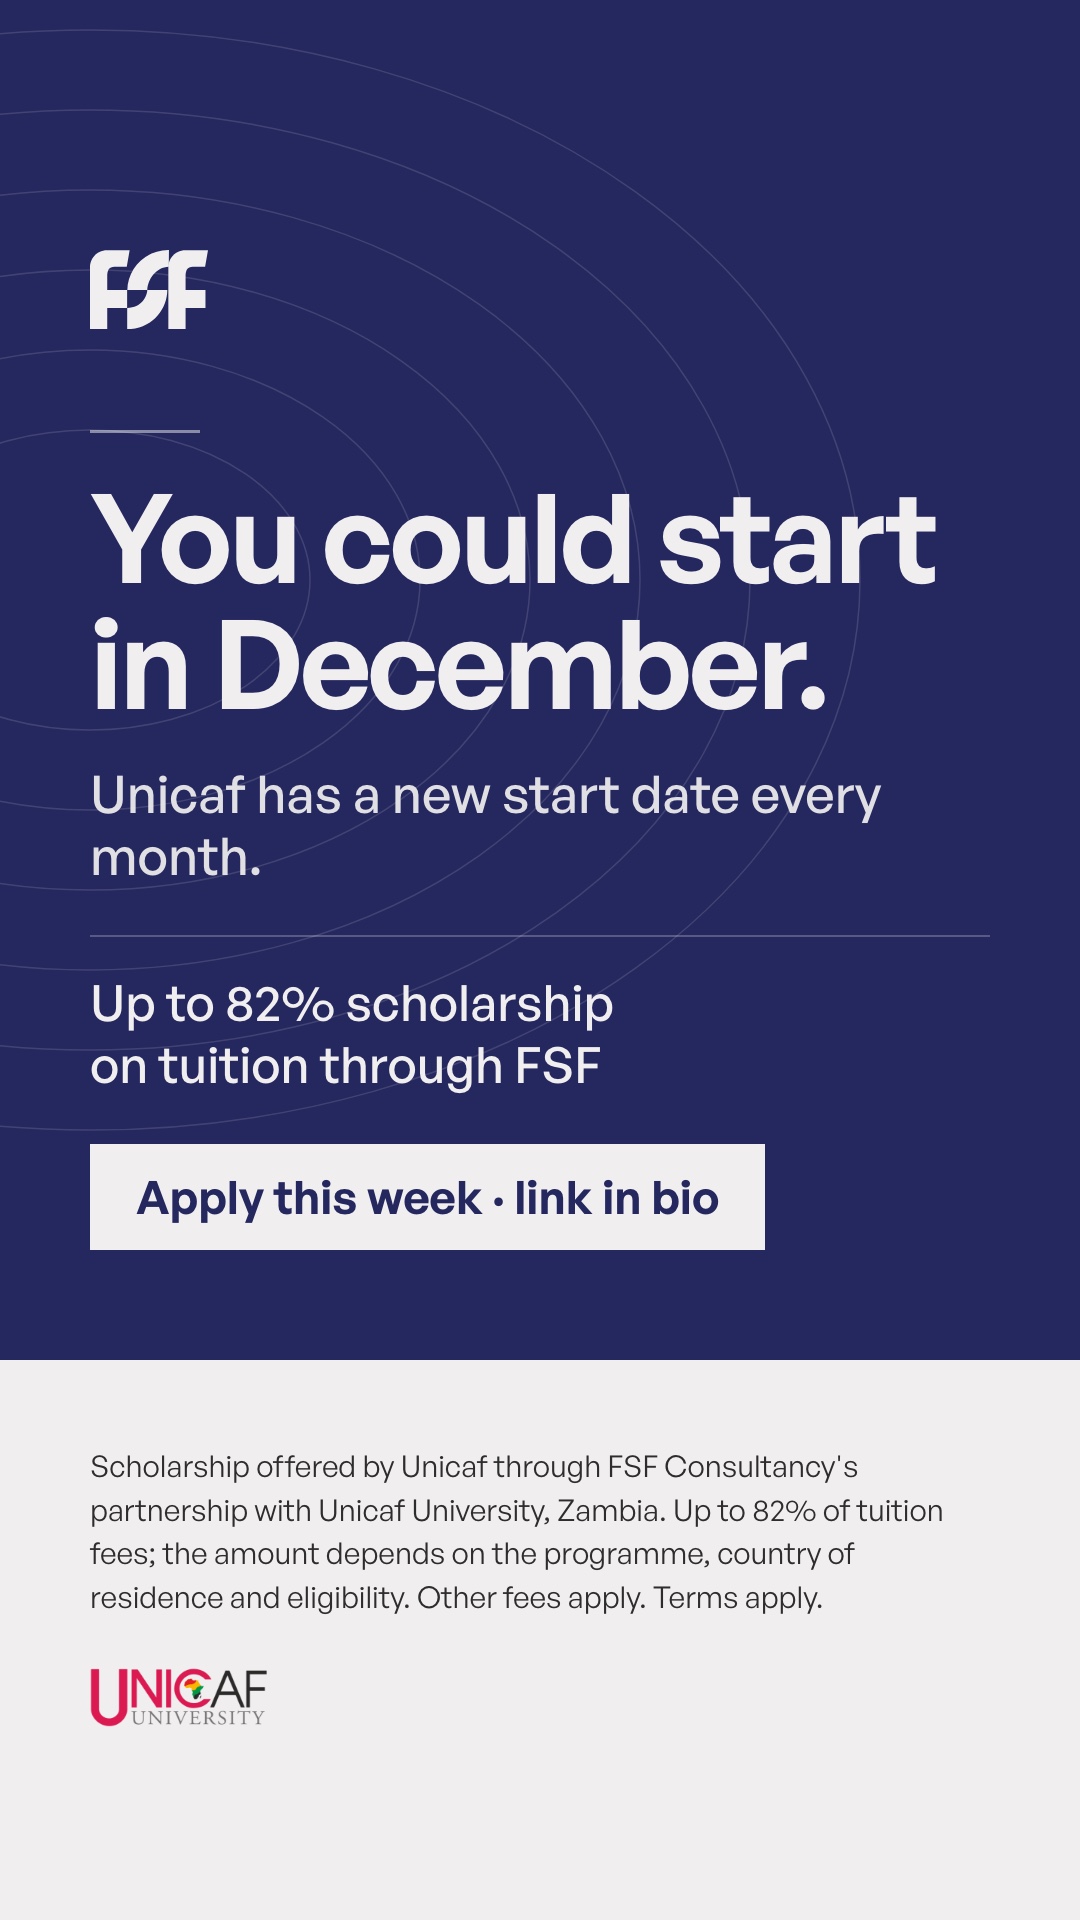 FSF
You could start
in December.
Unicaf has a new start date every
month.
Up to 82% scholarship
on tuition through FSF
Apply this week · link in bio
Scholarship offered by Unicaf through FSF Consultancy's
partnership with Unicaf University, Zambia. Up to 82% of tuition
fees; the amount depends on the programme, country of
residence and eligibility. Other fees apply. Terms apply.
UNICAF
UNIVERSITY